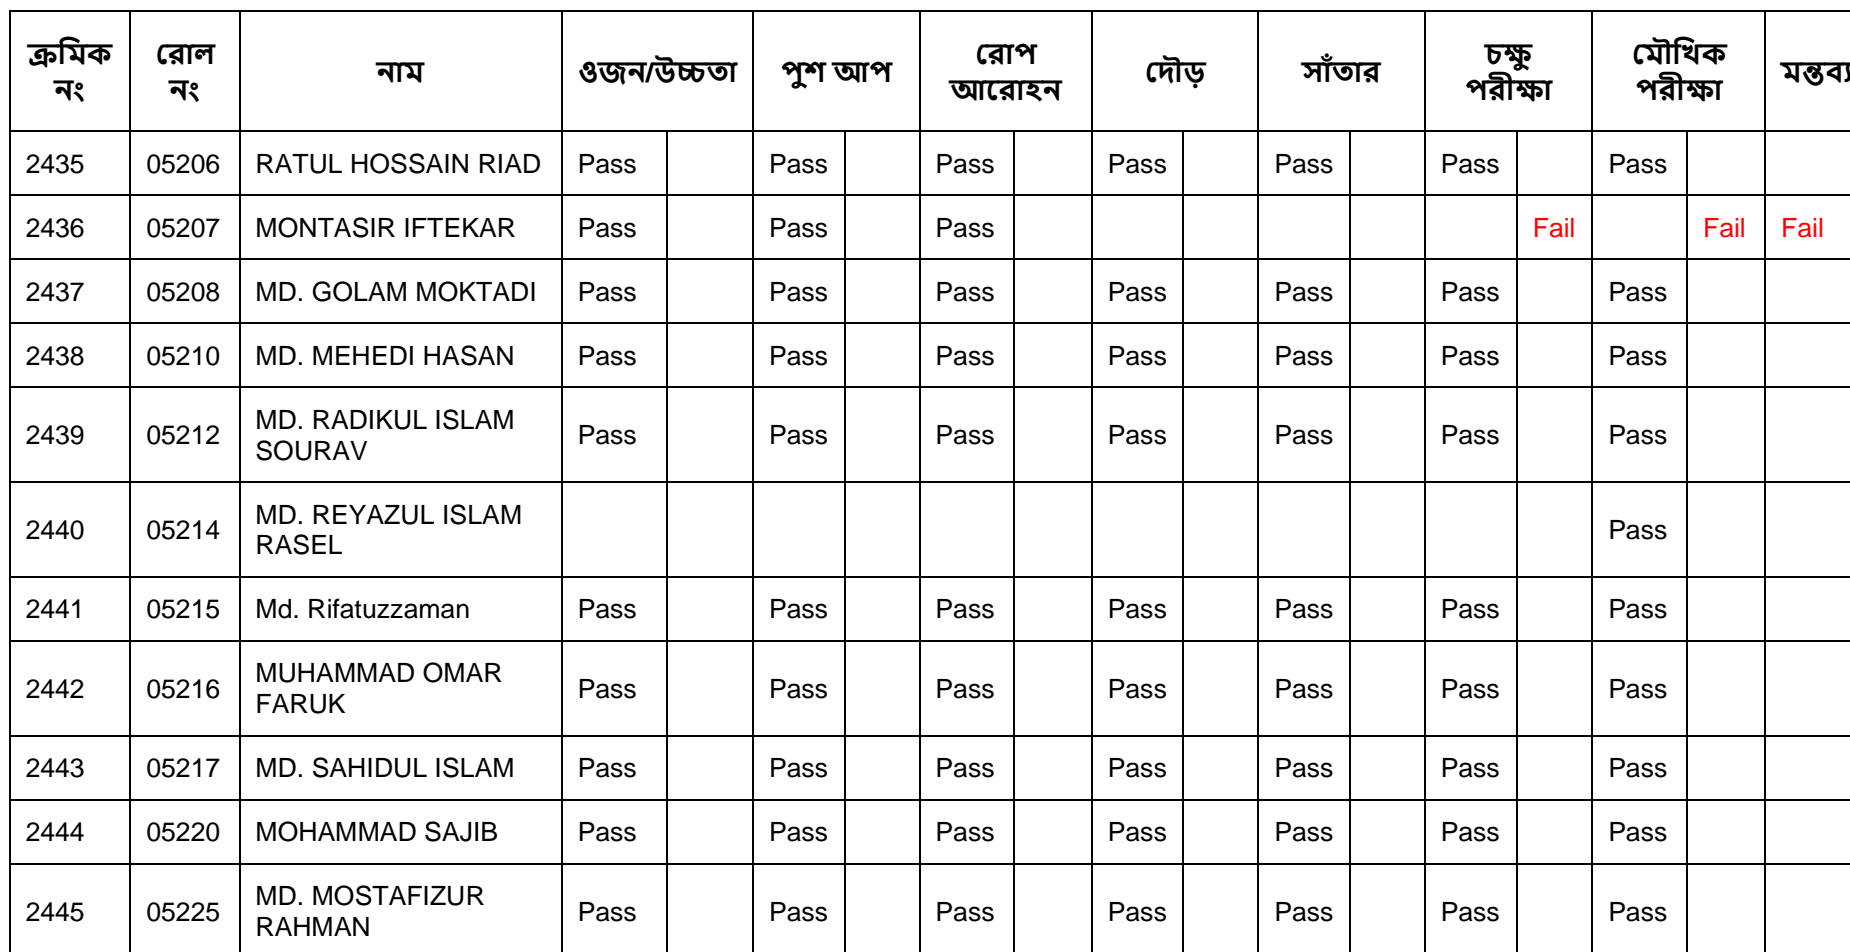 ক্রমিক নং রোল নং নাম ওজন/উচ্চতা পুশ আপ রোপ আরোহন দৌড় সাঁতার চক্ষু পরীক্ষা মৌখিক পরীক্ষা মন্তব্য
2435 05206 RATUL HOSSAIN RIAD Pass Pass Pass Pass Pass Pass Pass
2436 05207 MONTASIR IFTEKAR Pass Pass Pass Fail Fail Fail
2437 05208 MD. GOLAM MOKTADI Pass Pass Pass Pass Pass Pass Pass
2438 05210 MD. MEHEDI HASAN Pass Pass Pass Pass Pass Pass Pass
2439 05212 MD. RADIKUL ISLAM SOURAV Pass Pass Pass Pass Pass Pass Pass
2440 05214 MD. REYAZUL ISLAM RASEL Pass
2441 05215 Md. Rifatuzzaman Pass Pass Pass Pass Pass Pass Pass
2442 05216 MUHAMMAD OMAR FARUK Pass Pass Pass Pass Pass Pass Pass
2443 05217 MD. SAHIDUL ISLAM Pass Pass Pass Pass Pass Pass Pass
2444 05220 MOHAMMAD SAJIB Pass Pass Pass Pass Pass Pass Pass
2445 05225 MD. MOSTAFIZUR RAHMAN Pass Pass Pass Pass Pass Pass Pass